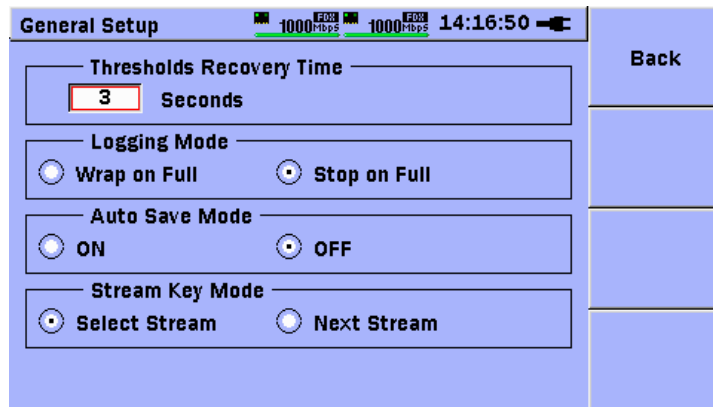 General Setup 1000 FDX Mbps 1000 FDX Mbps 14:16:50
Back
Thresholds Recovery Time
3 Seconds
Logging Mode
Wrap on Full Stop on Full
Auto Save Mode
ON OFF
Stream Key Mode
Select Stream Next Stream